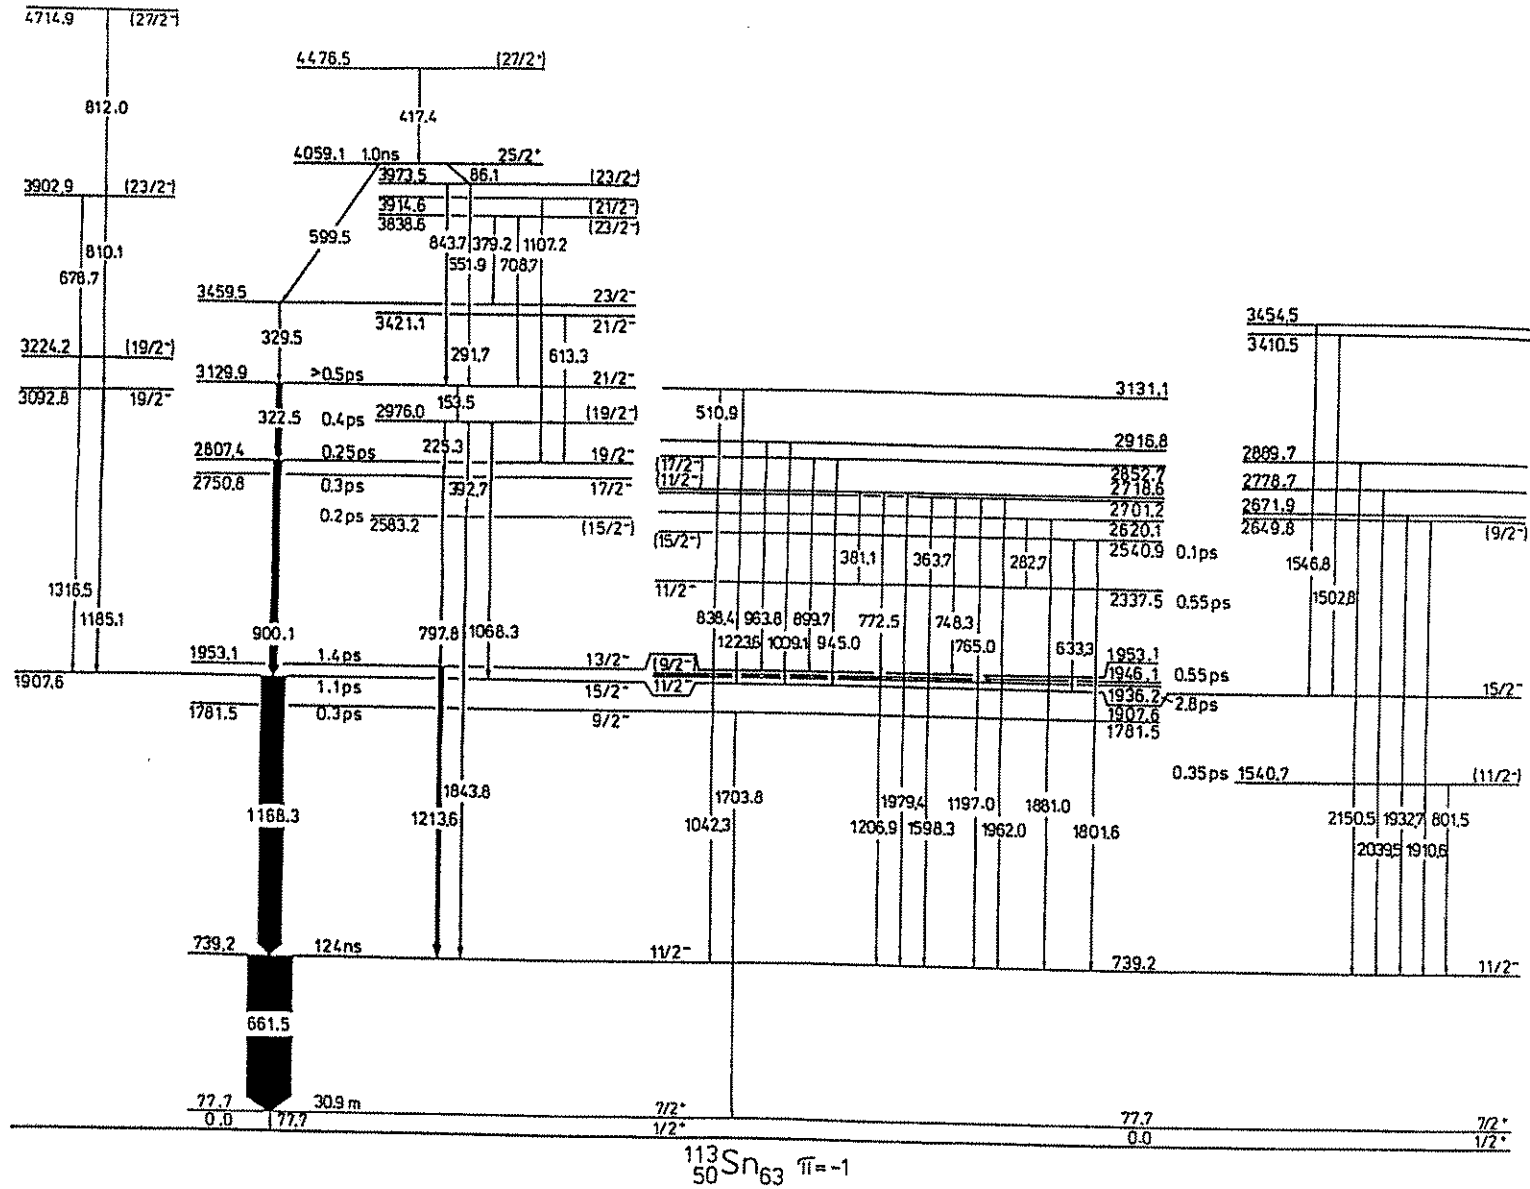 4714.9 (27/2⁻)
4476.5 (27/2⁺)
812.0
417.4
4059.1 1.0ns 25/2⁺
3973.5 86.1 (23/2⁻)
3902.9 (23/2⁻)
3914.6 (21/2⁻)
3838.6 (23/2⁻)
599.5 843.7 379.2 1107.2
810.1 551.9 708.7
678.7
3459.5 23/2⁻
3421.1 21/2⁻
3454.5
3410.5
329.5 291.7 613.3
3224.2 (19/2⁻)
3129.9 >0.5ps 21/2⁻
3092.8 19/2⁻
3131.1
322.5 0.4ps 2976.0 153.5 (19/2⁻)
510.9
225.3
2916.8
2807.4 0.25ps 19/2⁻
(17/2⁻) 2852.7
2889.7
2750.8 0.3ps 392.7 17/2⁻
(11/2⁻) 2718.6
2778.7
0.2ps 2583.2 (15/2⁻)
2701.2
2671.9
2620.1
2649.8 (9/2⁻)
(15/2⁻) 2540.9 0.1ps
381.1 363.7 282.7
1546.8
1316.5
11/2⁻ 2337.5 0.55ps
1502.8
1185.1
900.1 797.8 1068.3
838.4 963.8 899.7 772.5 748.3
1223.6 1009.1 945.0 765.0 633.3
1953.1 1.4ps 13/2⁻ (9/2⁻) 1953.1
1907.6 1946.1 0.55ps
1.1ps 15/2⁻ 11/2⁻ 1936.2 2.8ps 15/2⁻
1781.5 0.3ps 9/2⁻ 1907.6
1781.5
0.35ps 1540.7 (11/2⁻)
1168.3 1213.6 1843.8
1042.3 1703.8
1979.4 1197.0 1881.0
1206.9 1598.3 1962.0 1801.6
2150.5 1932.7 801.5
2039.5 1910.6
739.2 124ns 11/2⁻ 739.2 11/2⁻
661.5
77.7 30.9 m 7/2⁺ 77.7 7/2⁺
0.0 77.7 1/2⁺ 0.0 1/2⁺
¹¹³₅₀Sn₆₃ π=-1